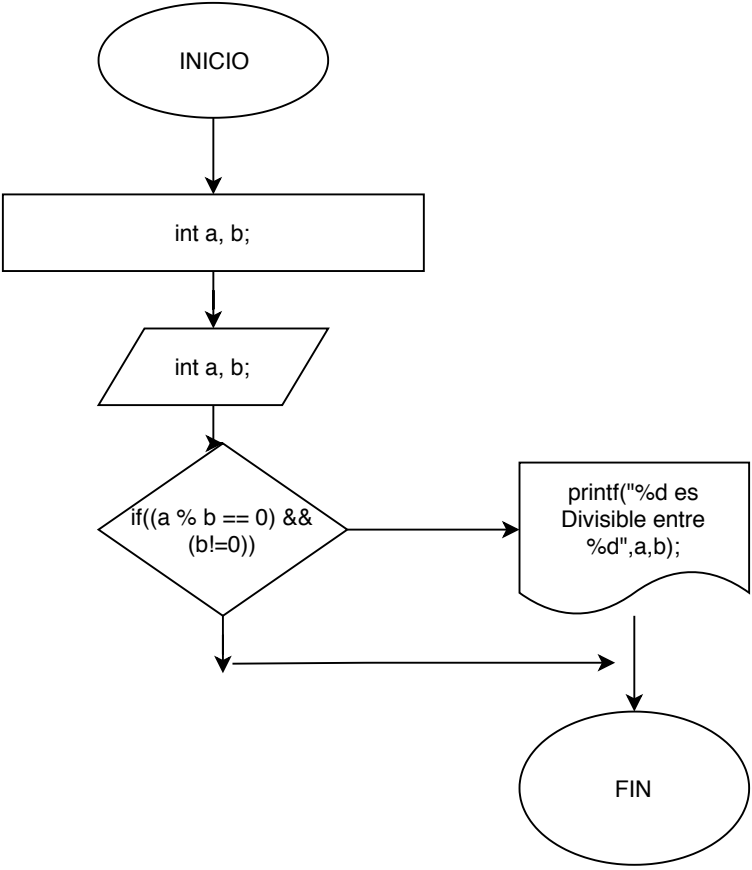 INICIO
int a, b;
int a, b;
if((a % b == 0) &&
(b!=0))
printf("%d es
Divisible entre
%d",a,b);
FIN